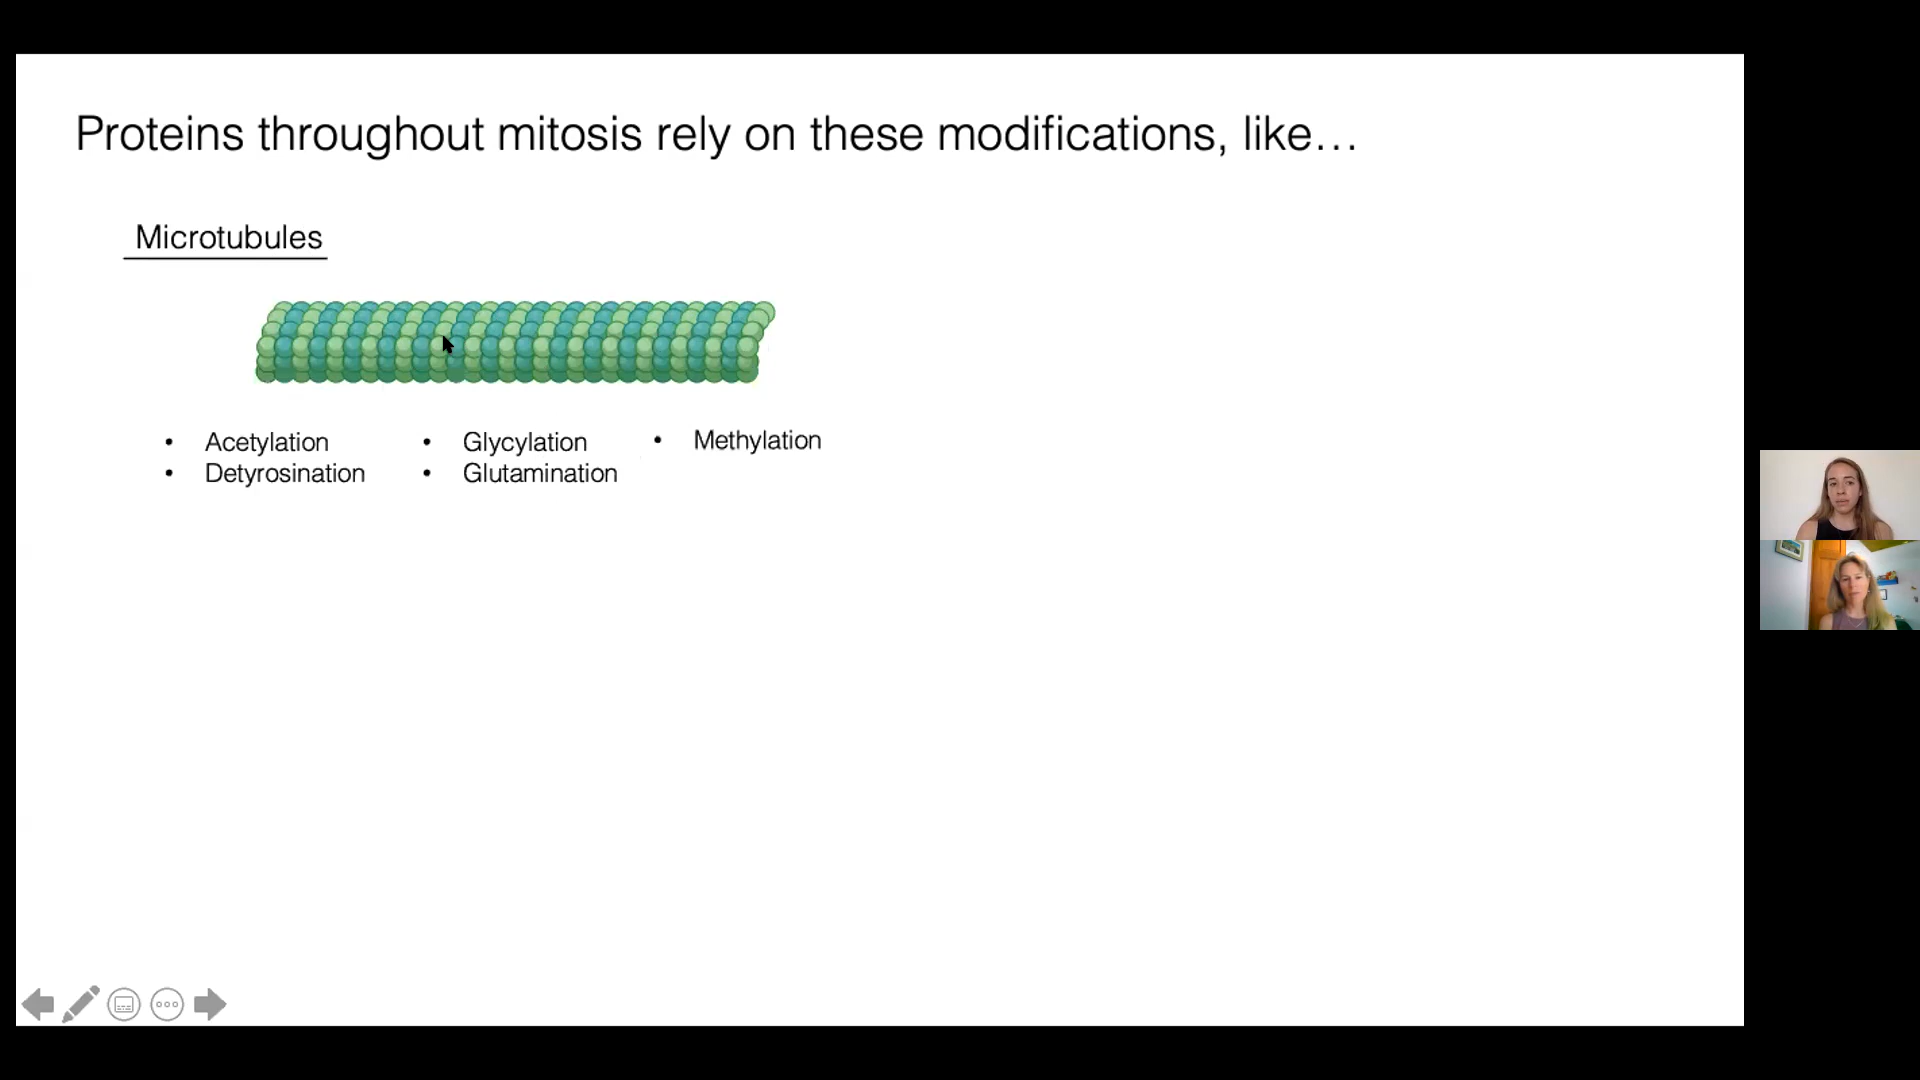 Proteins throughout mitosis rely on these modifications, like…
Microtubules
• Acetylation
• Detyrosination
• Glycylation
• Glutamination
• Methylation